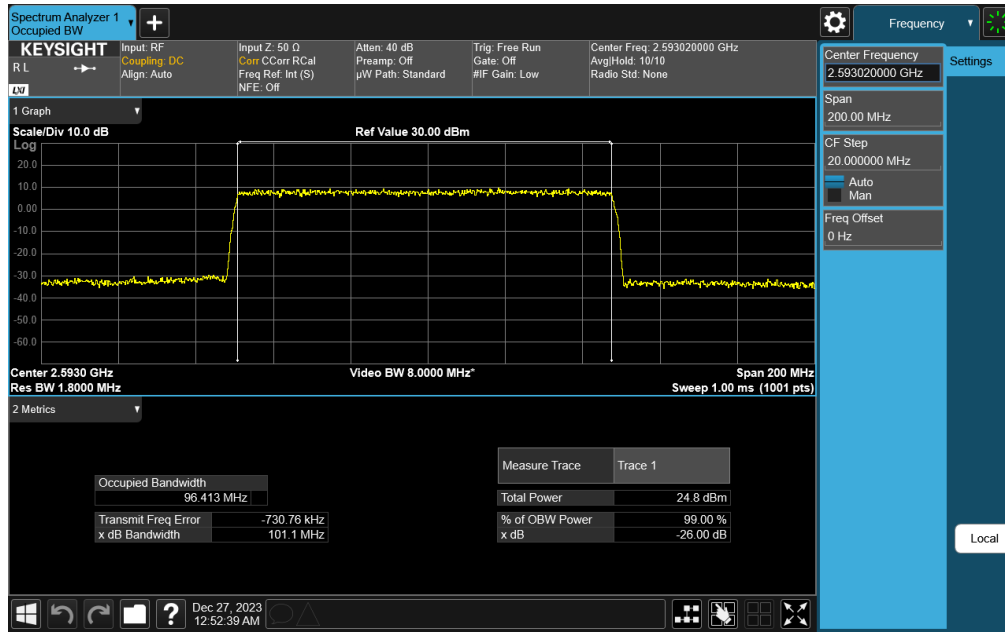 Spectrum Analyzer 1
Occupied BW
Frequency
KEYSIGHT
R L
LXI
Input: RF
Coupling: DC
Align: Auto
Input Z: 50 Ω
Corr CCorr RCal
Freq Ref: Int (S)
NFE: Off
Atten: 40 dB
Preamp: Off
µW Path: Standard
Trig: Free Run
Gate: Off
#IF Gain: Low
Center Freq: 2.593020000 GHz
Avg|Hold: 10/10
Radio Std: None
Center Frequency
2.593020000 GHz
Settings
Span
200.00 MHz
CF Step
20.000000 MHz
Auto
Man
Freq Offset
0 Hz
Local
1 Graph
Scale/Div 10.0 dB
Ref Value 30.00 dBm
Log
20.0
10.0
0.00
-10.0
-20.0
-30.0
-40.0
-50.0
-60.0
Center 2.5930 GHz
Video BW 8.0000 MHz*
Span 200 MHz
Res BW 1.8000 MHz
Sweep 1.00 ms (1001 pts)
2 Metrics
Measure Trace Trace 1
Occupied Bandwidth
96.413 MHz
Total Power 24.8 dBm
Transmit Freq Error -730.76 kHz
% of OBW Power 99.00 %
x dB Bandwidth 101.1 MHz
x dB -26.00 dB
Dec 27, 2023
12:52:39 AM